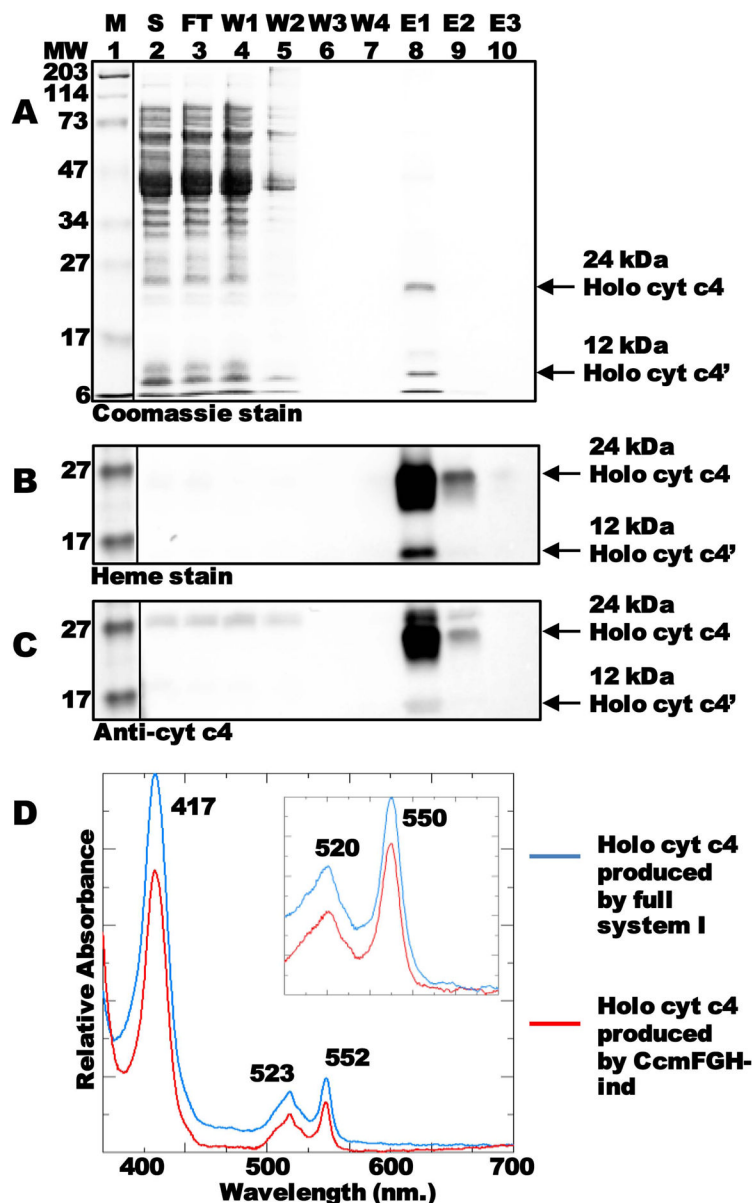 M S FT W1 W2 W3 W4 E1 E2 E3
MW 1 2 3 4 5 6 7 8 9 10
203
114
A
73
47
34
27
24 kDa
Holo cyt c4
17
12 kDa
Holo cyt c4’
6
Coomassie stain
24 kDa
B
27
Holo cyt c4
12 kDa
17
Holo cyt c4’
Heme stain
24 kDa
C
27
Holo cyt c4
12 kDa
17
Holo cyt c4’
Anti-cyt c4
D
417
520
550
523
552
Relative Absorbance
400 500 600 700
Wavelength (nm.)
Holo cyt c4
produced
by full
system I
Holo cyt c4
produced
by CcmFGH-
ind